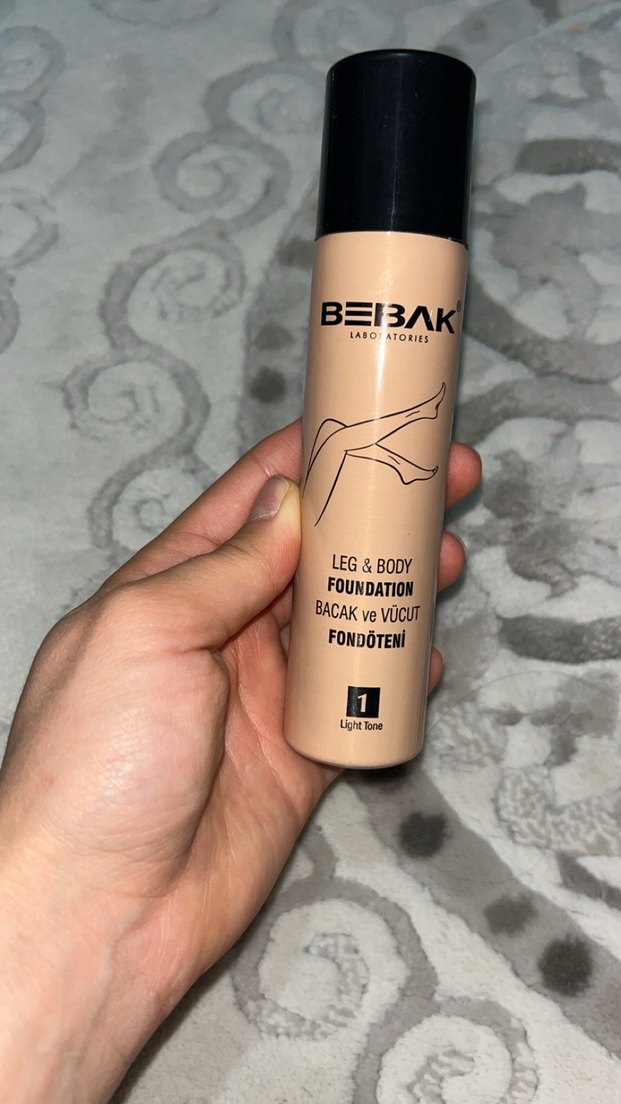 BEBAK®
LABORATORIES
LEG & BODY
FOUNDATION
BACAK ve VÜCUT
FONDÖTENİ
1
Light Tone